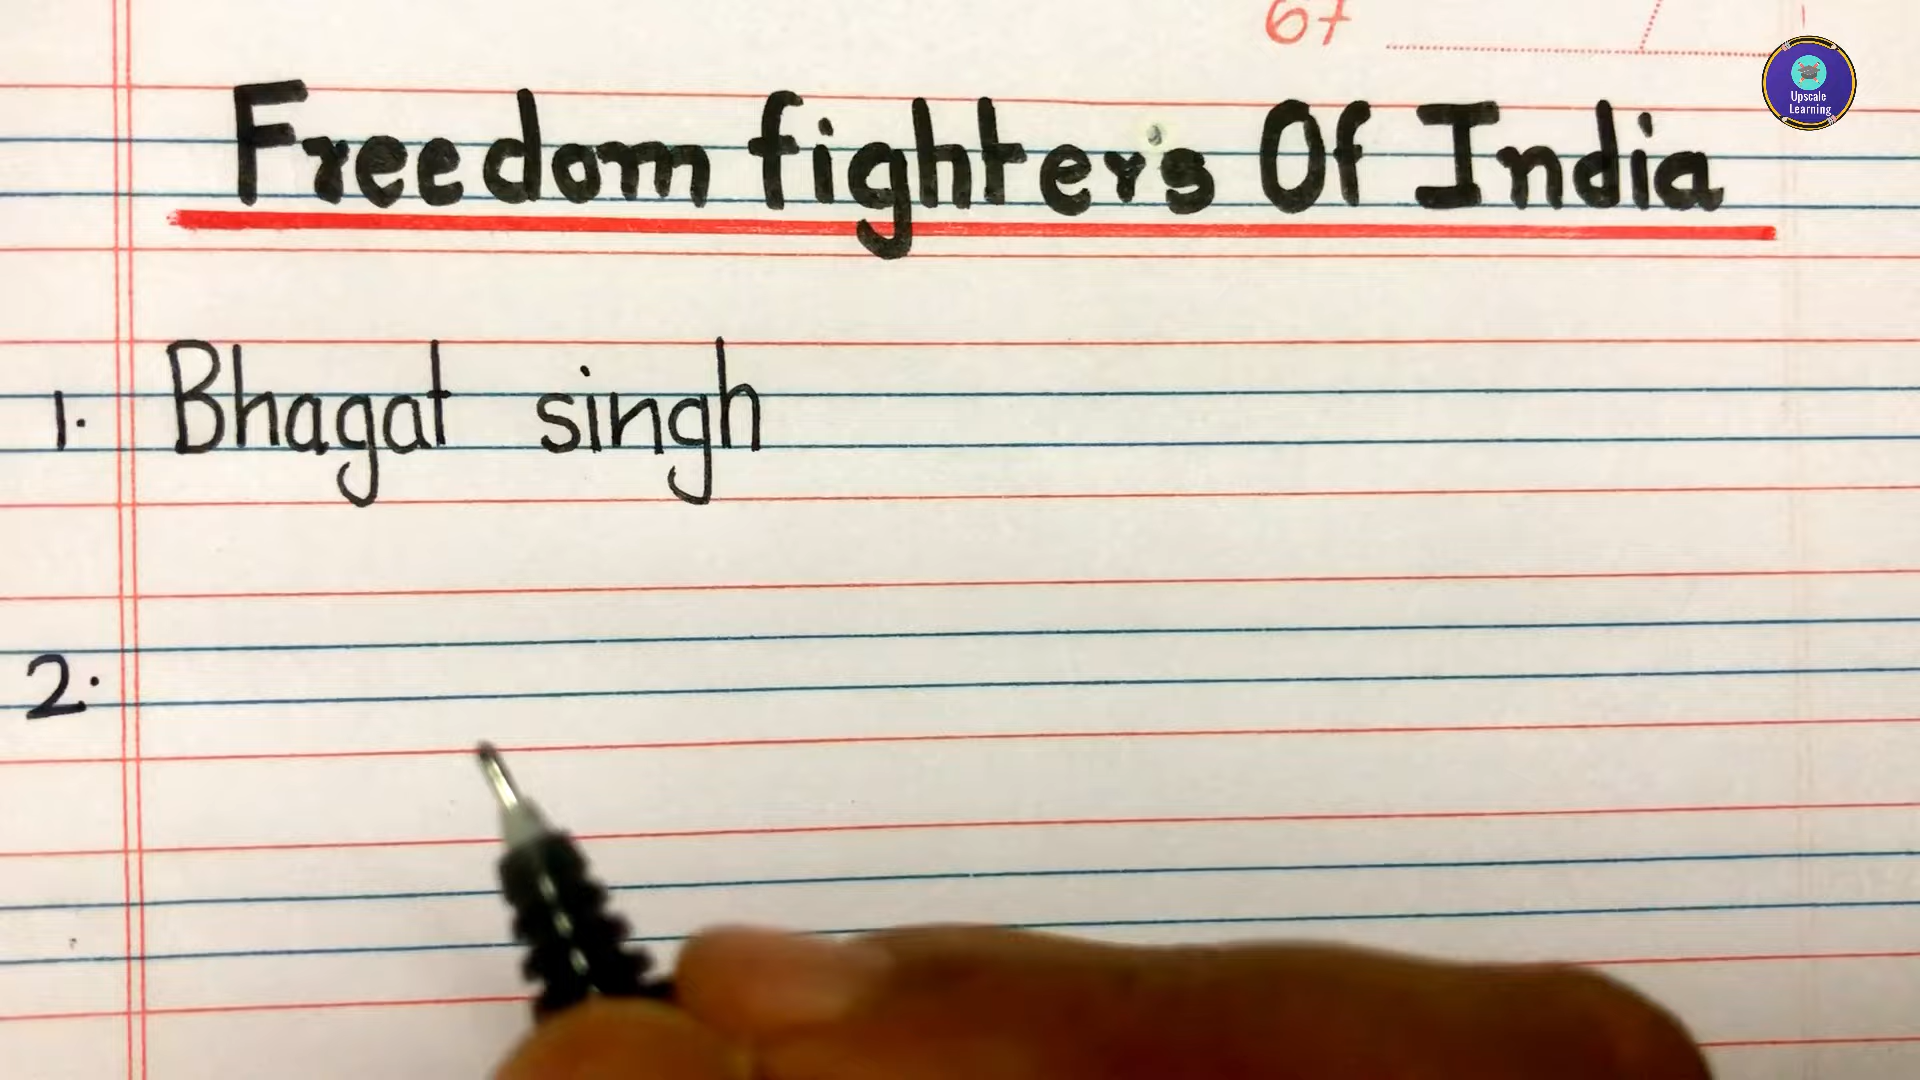 67
Upscale
Learning
Freedom fighters Of India
1. Bhagat singh
2.